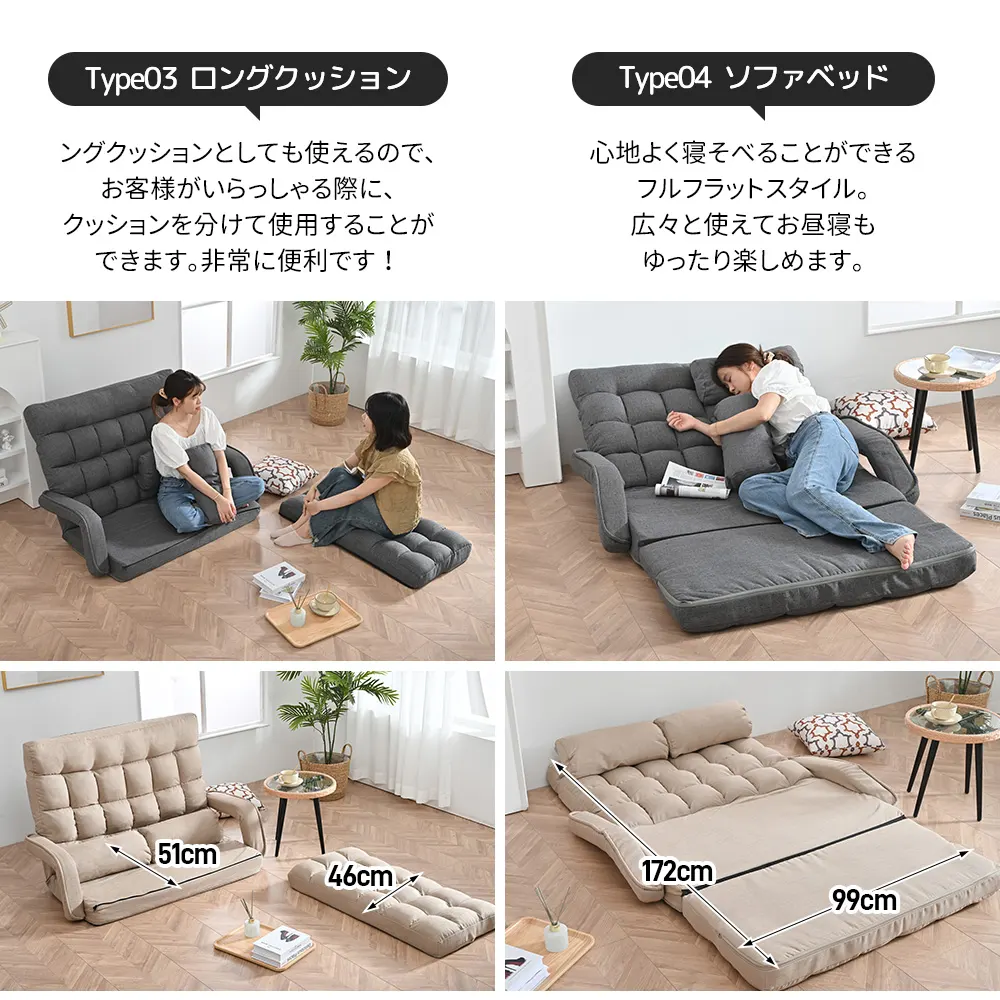 Type03 ロングクッション
ングクッションとしても使えるので、
お客様がいらっしゃる際に、
クッションを分けて使用することが
できます。非常に便利です！
Type04 ソファベッド
心地よく寝そべることができる
フルフラットスタイル。
広々と使えてお昼寝も
ゆったり楽しめます。
51cm
46cm
172cm
99cm